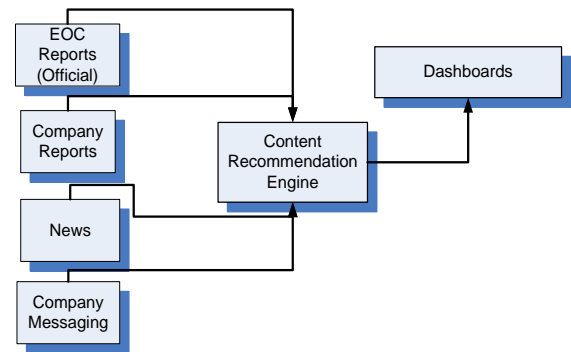 EOC
Reports
(Official)
Company
Reports
News
Company
Messaging
Content
Recommendation
Engine
Dashboards